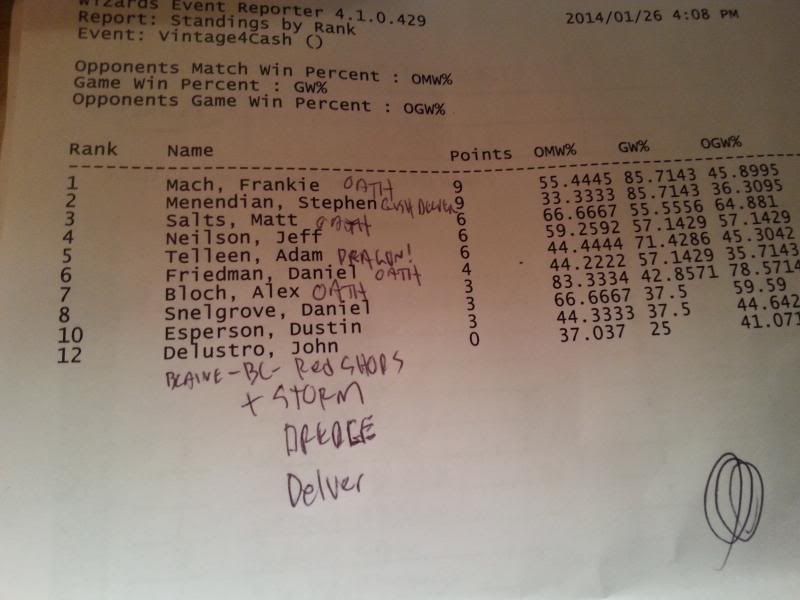 Wizards Event Reporter 4.1.0.429 2014/01/26 4:08 PM
Report: Standings by Rank
Event: Vintage4Cash ()
Opponents Match Win Percent : OMW%
Game Win Percent : GW%
Opponents Game Win Percent : OGW%
Rank Name Points OMW% GW% OGW%
1 Mach, Frankie OATH 9 55.4445 85.7143 45.8995
2 Menendian, Stephen GUSH DELVER 9 33.3333 85.7143 36.3095
3 Salts, Matt OATH 6 66.6667 55.5556 64.881
4 Neilson, Jeff 6 59.2592 57.1429 57.1429
5 Telleen, Adam DRAGON! 6 44.4444 71.4286 45.3042
6 Friedman, Daniel OATH 4 44.2222 57.1429 35.7143
7 Bloch, Alex OATH 3 83.3334 42.8571 78.5714
8 Snelgrove, Daniel 3 66.6667 37.5 59.59
10 Esperson, Dustin 3 44.3333 37.5 44.642
12 Delustro, John 0 37.037 25 41.071
BLAINE-BC- Red SHOPS
+ STORM
DREDGE
Delver